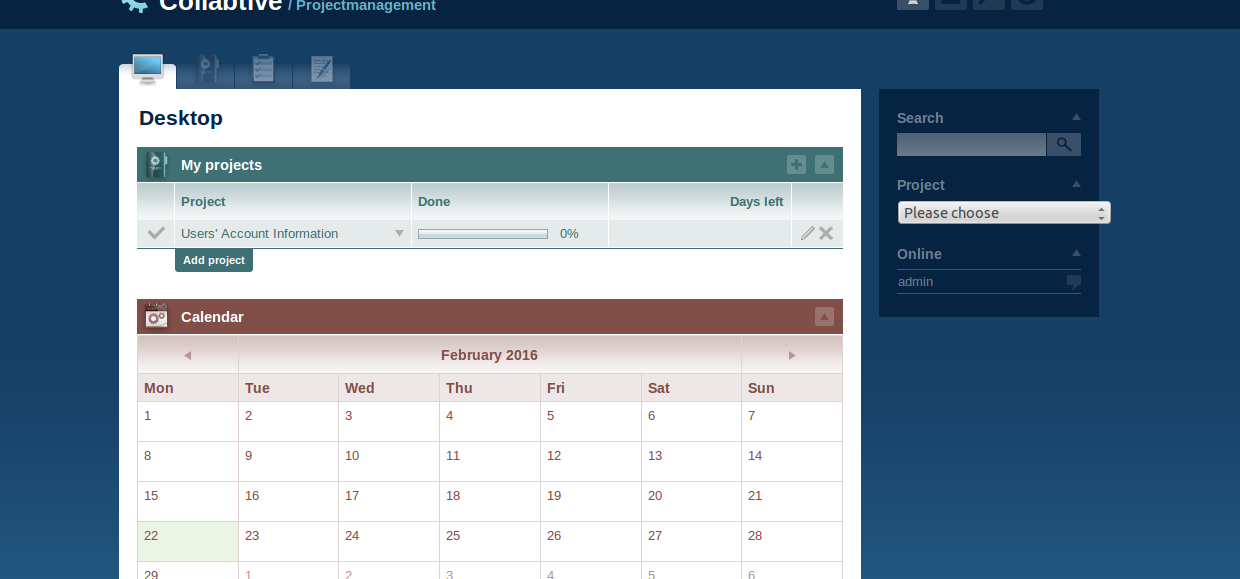 Collabtive / Projectmanagement
Desktop
My projects
Project Done Days left
Users' Account Information 0%
Add project
Calendar
February 2016
Mon Tue Wed Thu Fri Sat Sun
1 2 3 4 5 6 7
8 9 10 11 12 13 14
15 16 17 18 19 20 21
22 23 24 25 26 27 28
29 1 2 3 4 5 6
Search
Project
Please choose
Online
admin